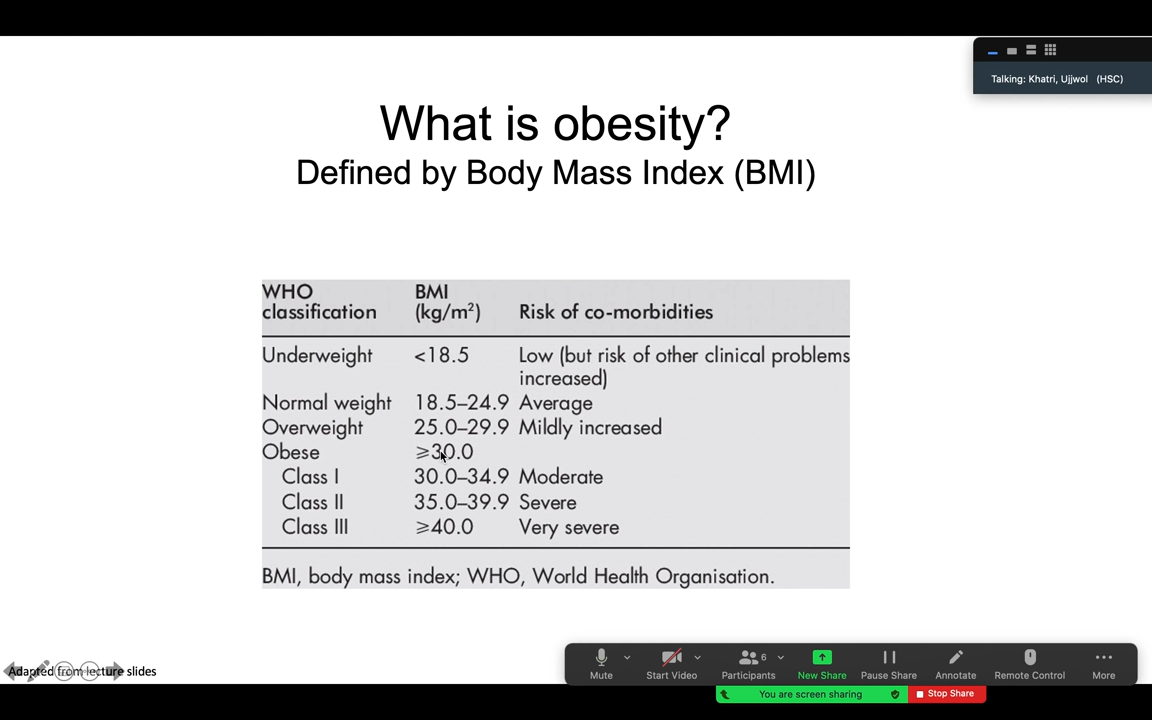 Talking: Khatri, Ujjwol (HSC)
What is obesity?
Defined by Body Mass Index (BMI)
WHO classification BMI (kg/m²) Risk of co-morbidities
Underweight <18.5 Low (but risk of other clinical problems
increased)
Normal weight 18.5–24.9 Average
Overweight 25.0–29.9 Mildly increased
Obese ≥30.0
Class I 30.0–34.9 Moderate
Class II 35.0–39.9 Severe
Class III ≥40.0 Very severe
BMI, body mass index; WHO, World Health Organisation.
Adapted from lecture slides
6
Mute Start Video Participants New Share Pause Share Annotate Remote Control More
You are screen sharing Stop Share